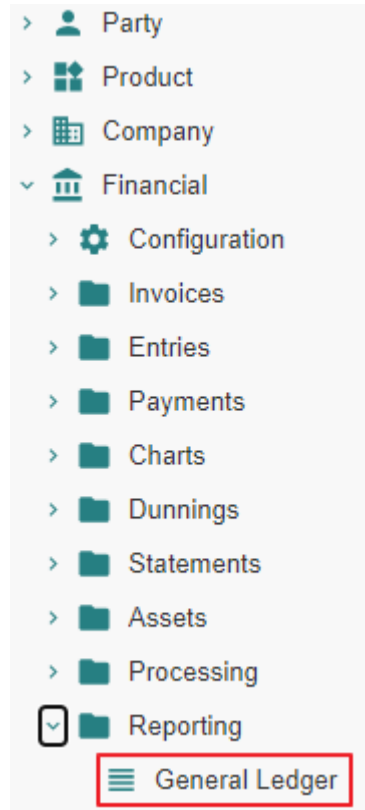 Party
Product
Company
Financial
Configuration
Invoices
Entries
Payments
Charts
Dunnings
Statements
Assets
Processing
Reporting
General Ledger